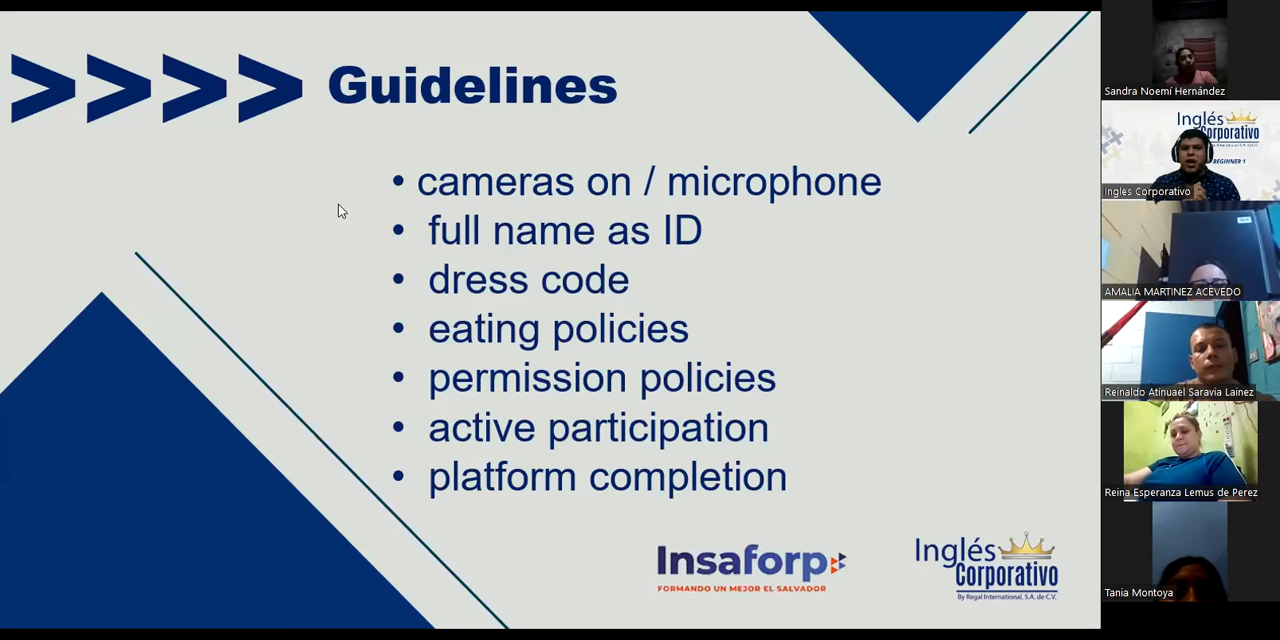 >>>> Guidelines
• cameras on / microphone
• full name as ID
• dress code
• eating policies
• permission policies
• active participation
• platform completion
Insaforp
FORMANDO UN MEJOR EL SALVADOR
Inglés
Corporativo
By Regal International, S.A. de C.V.
Sandra Noemí Hernández
Inglés
Corporativo
BEGINNER 1
Ingles Corporativo
AMALIA MARTINEZ ACEVEDO
Reinaldo Atinuael Saravia Lainez
Reina Esperanza Lemus de Perez
Tania Montoya